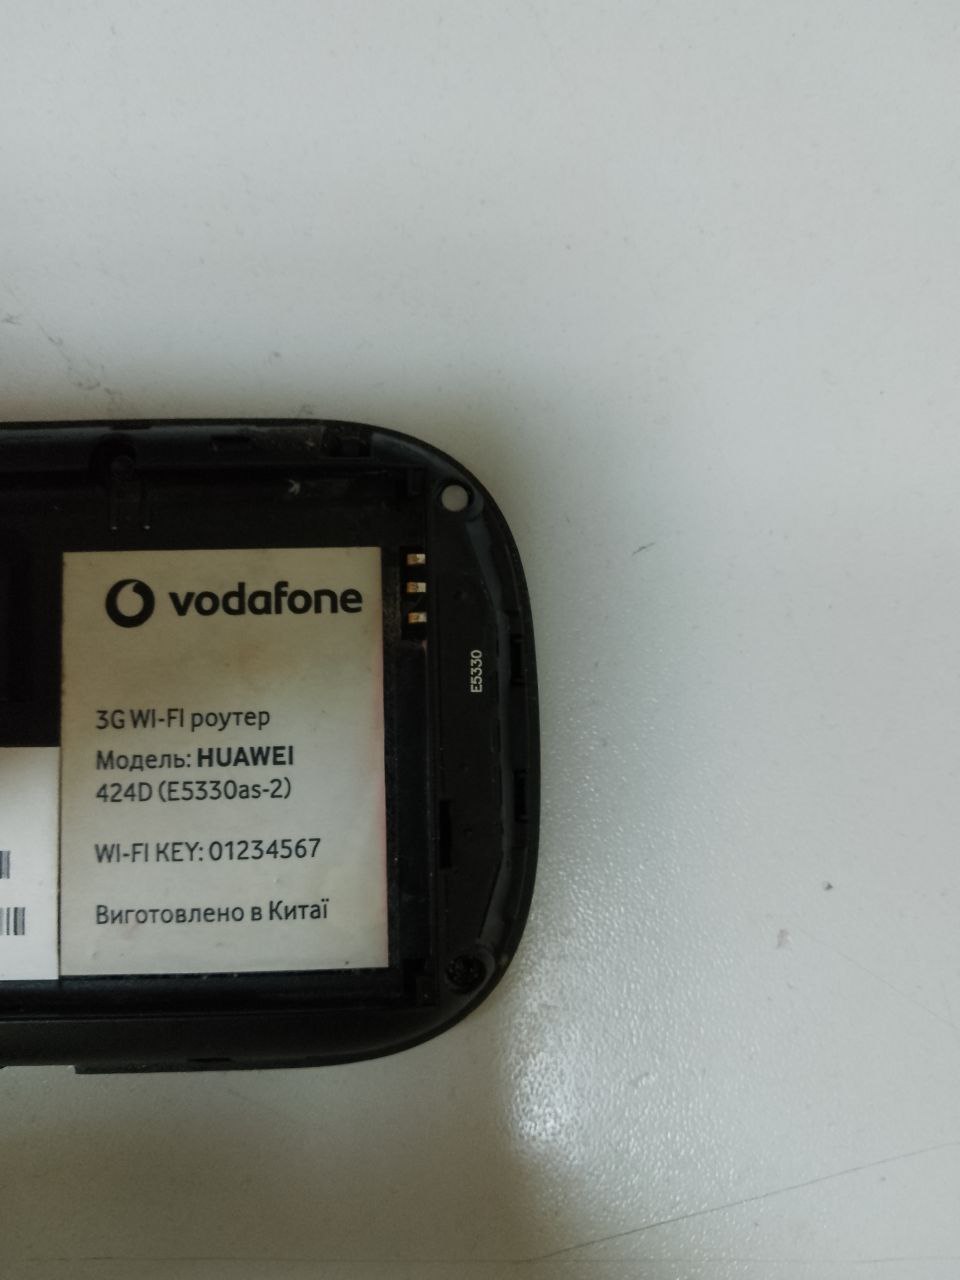 vodafone
3G WI-FI роутер
Модель: HUAWEI
424D (E5330as-2)
WI-FI KEY: 01234567
Виготовлено в Китаї
E5330